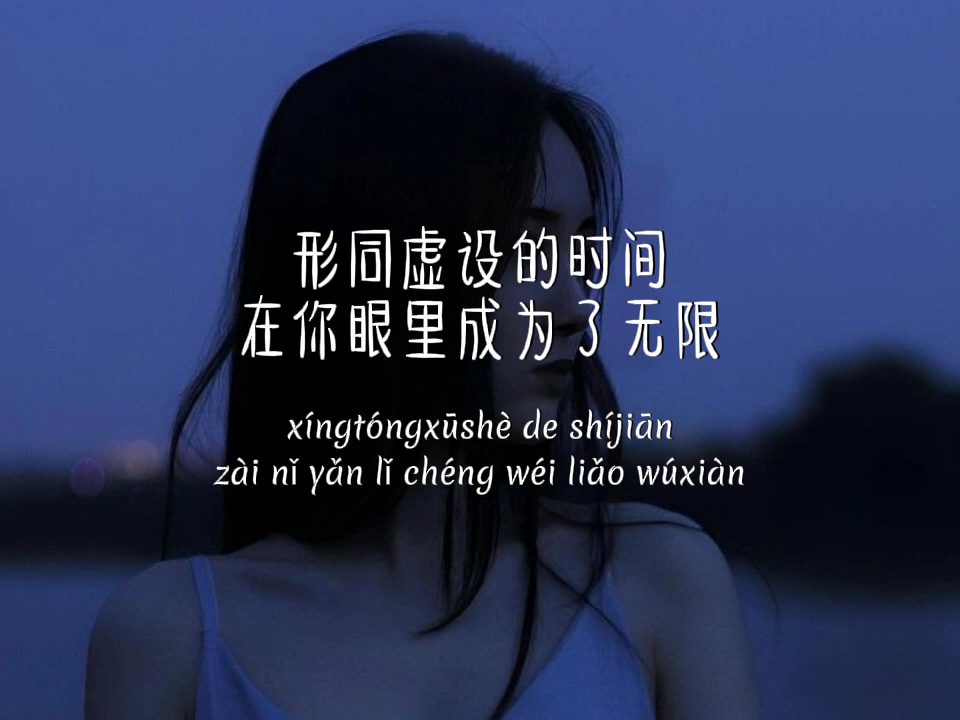 形同虚设的时间
在你眼里成为了无限
xíngtóngxūshè de shíjiān
zài nǐ yǎn lǐ chéng wéi liǎo wúxiàn